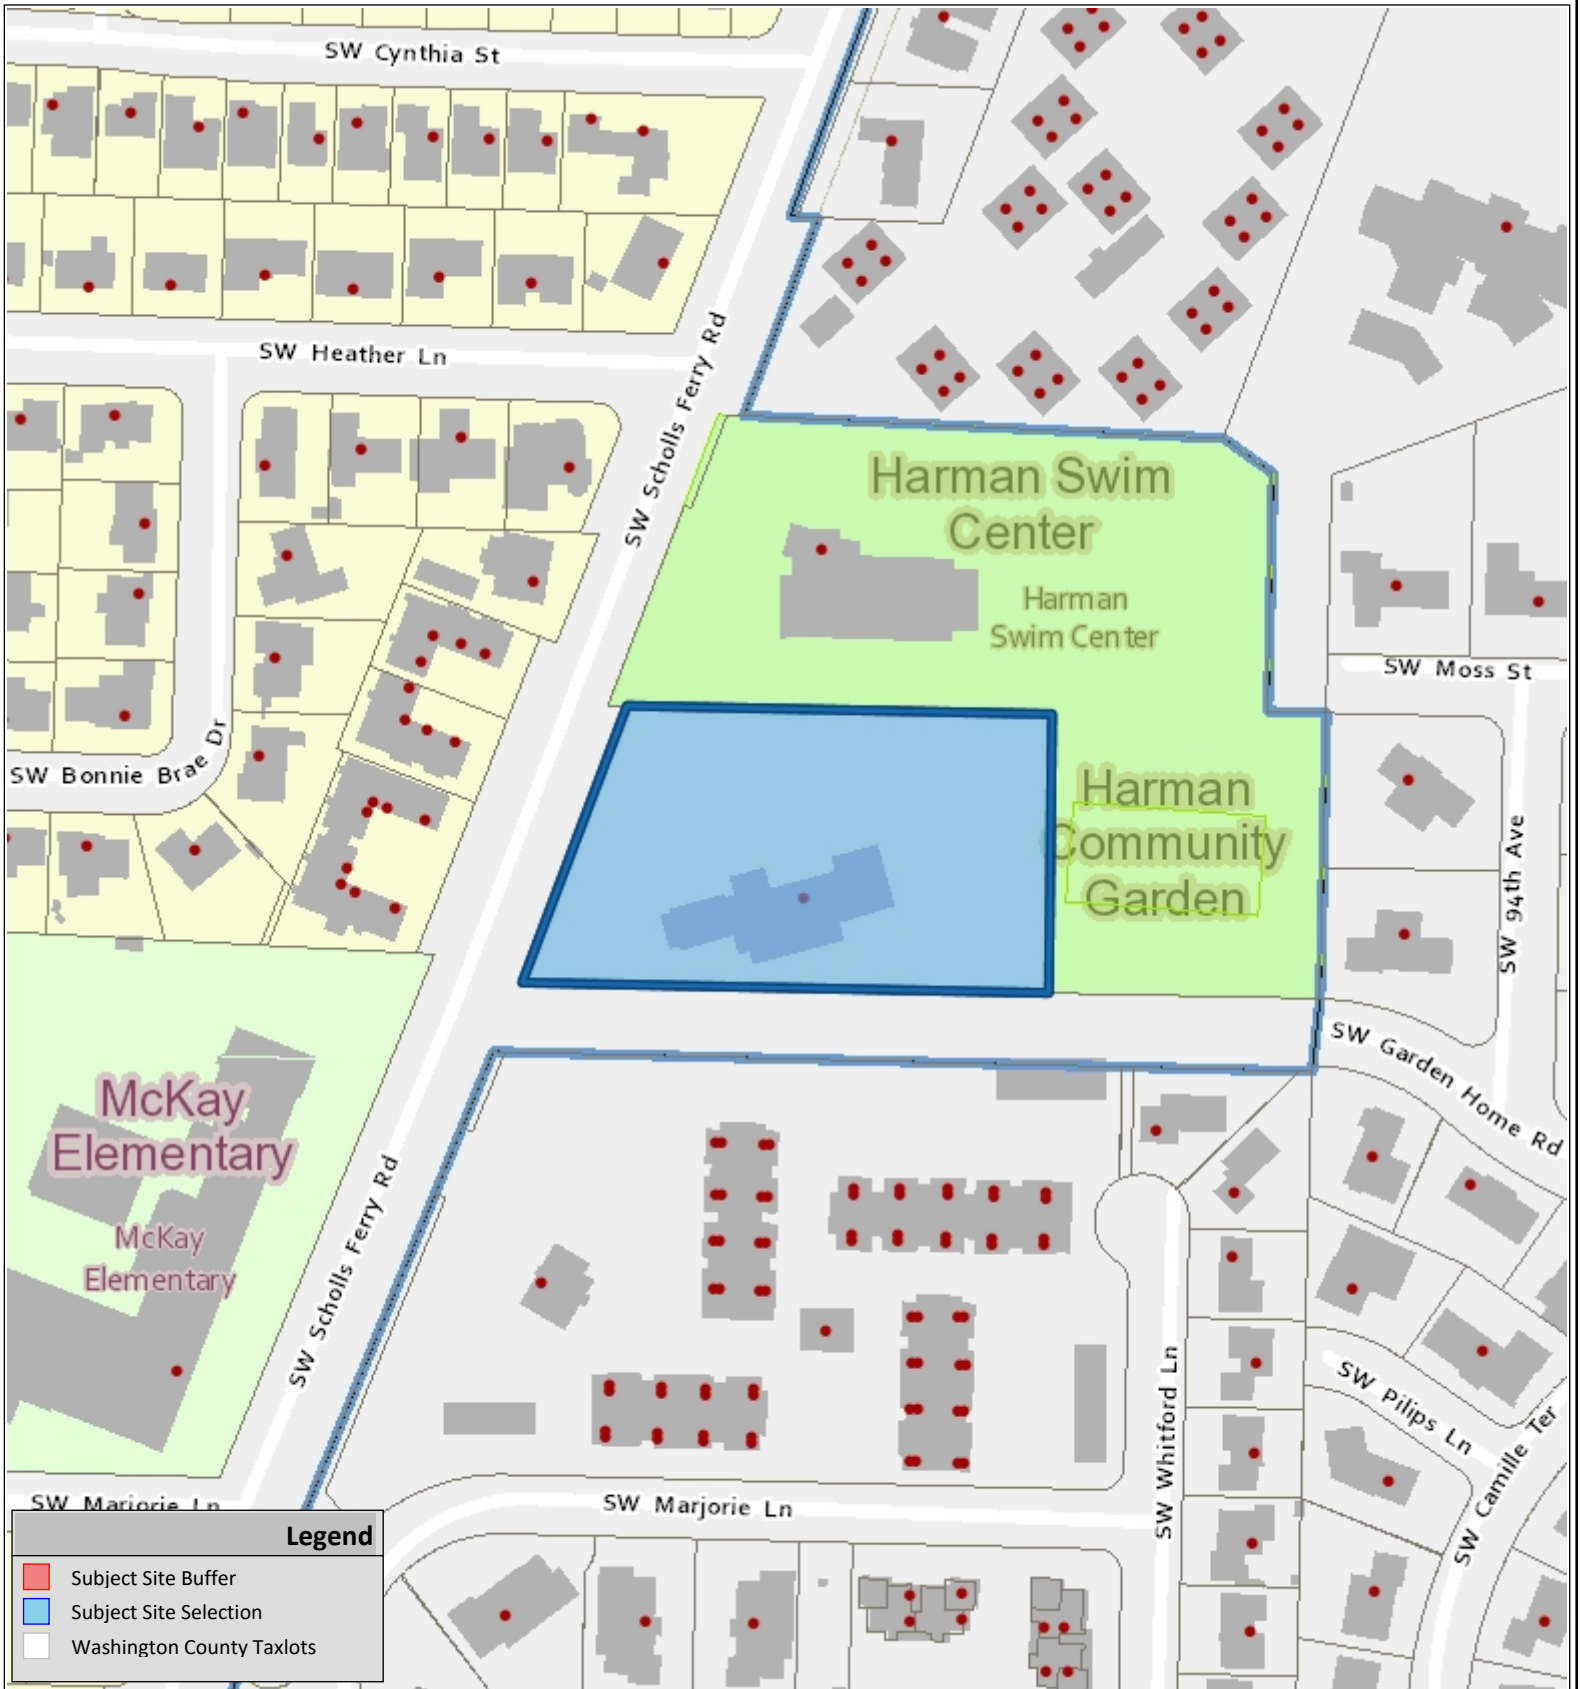 SW Cynthia St
SW Heather Ln
SW Scholls Ferry Rd
Harman Swim
Center
Harman
Swim Center
SW Moss St
SW Bonnie Brae Dr
Harman
Community
Garden
SW 94th Ave
SW Garden Home Rd
McKay
Elementary
McKay
Elementary
SW Scholls Ferry Rd
SW Whitford Ln
SW Pilips Ln
SW Camille Ter
SW Marjorie Ln
SW Marjorie Ln
Legend
Subject Site Buffer
Subject Site Selection
Washington County Taxlots